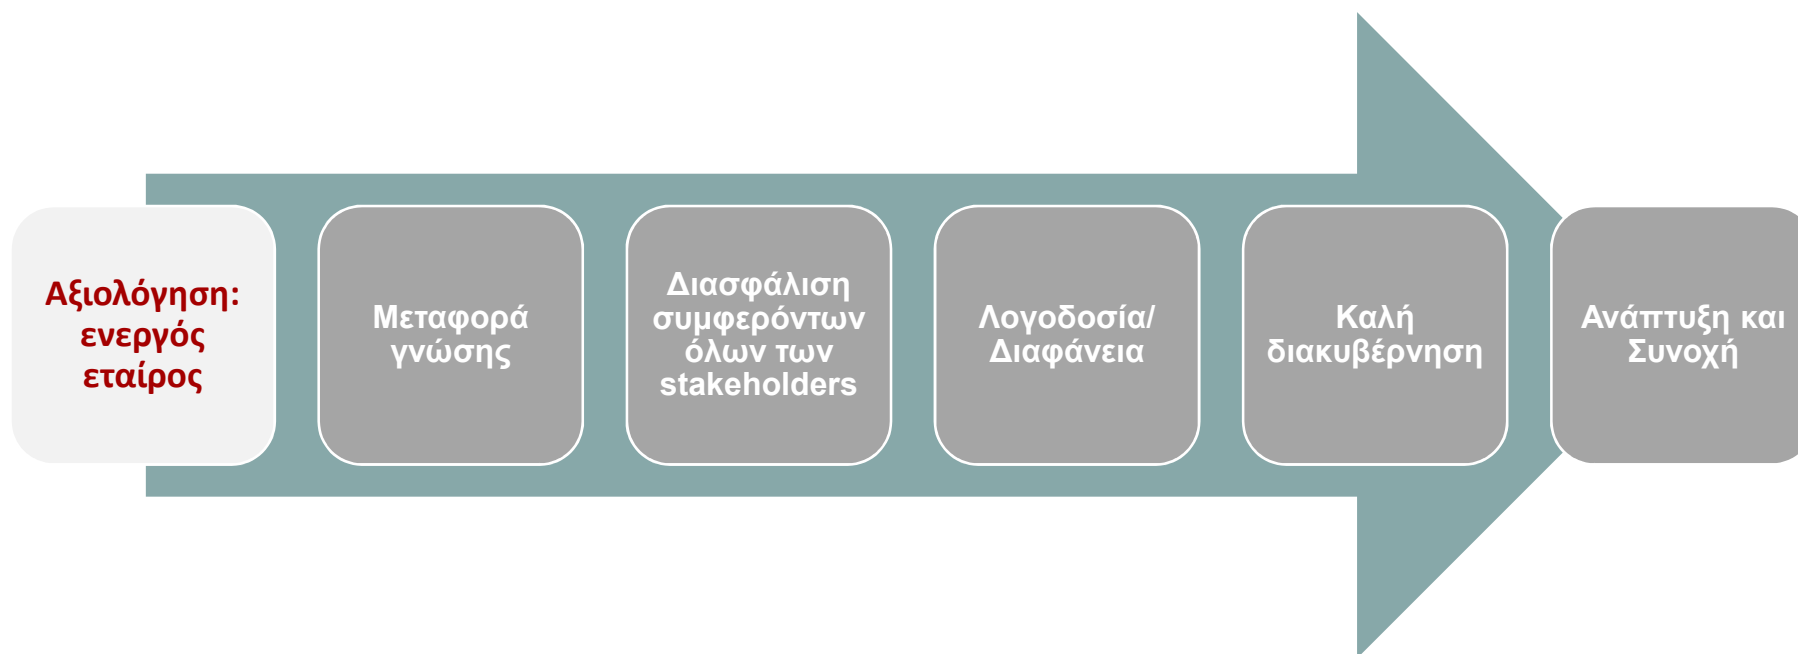 Αξιολόγηση:
ενεργός
εταίρος
Μεταφορά
γνώσης
Διασφάλιση
συμφερόντων
όλων των
stakeholders
Λογοδοσία/
Διαφάνεια
Καλή
διακυβέρνηση
Ανάπτυξη και
Συνοχή